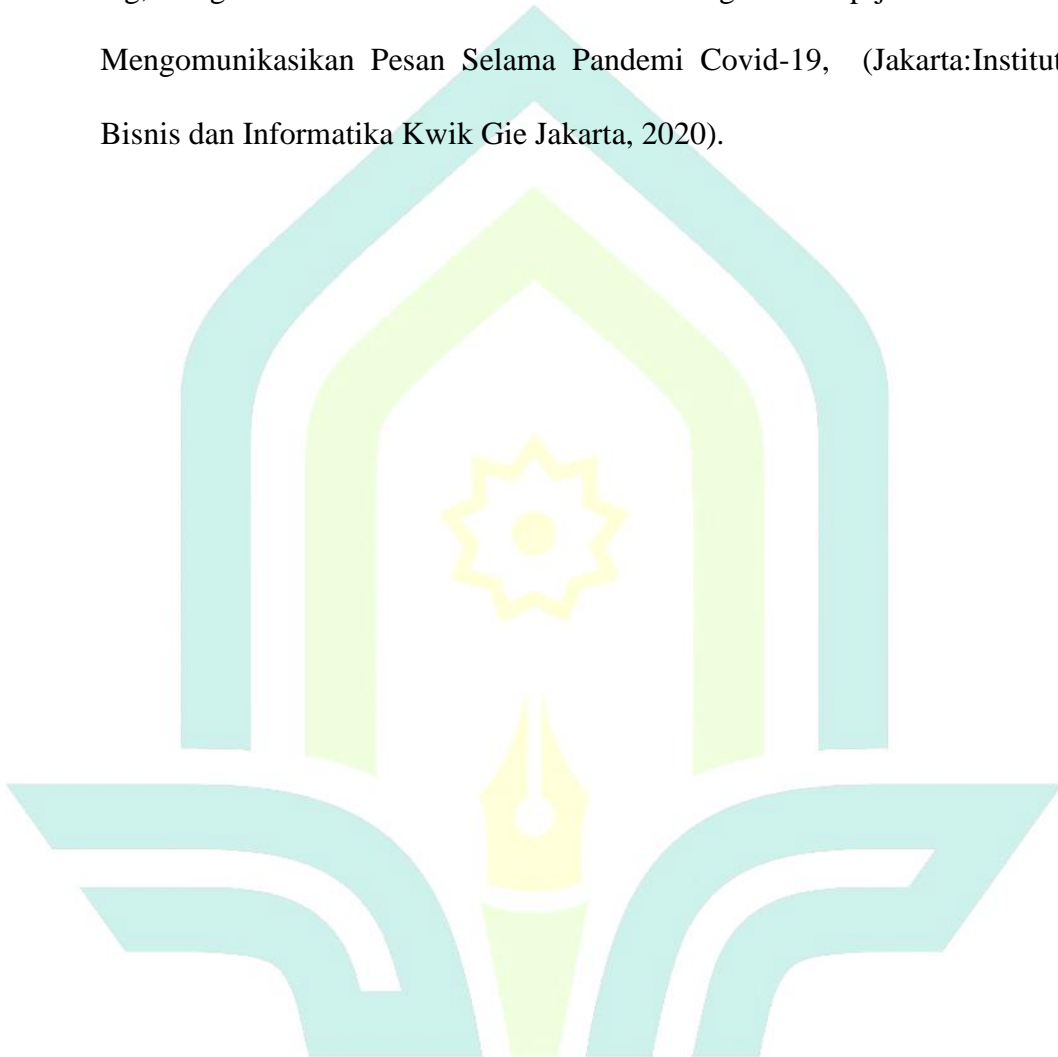 Mengomunikasikan Pesan Selama Pandemi Covid-19, (Jakarta:Institut
Bisnis dan Informatika Kwik Gie Jakarta, 2020).